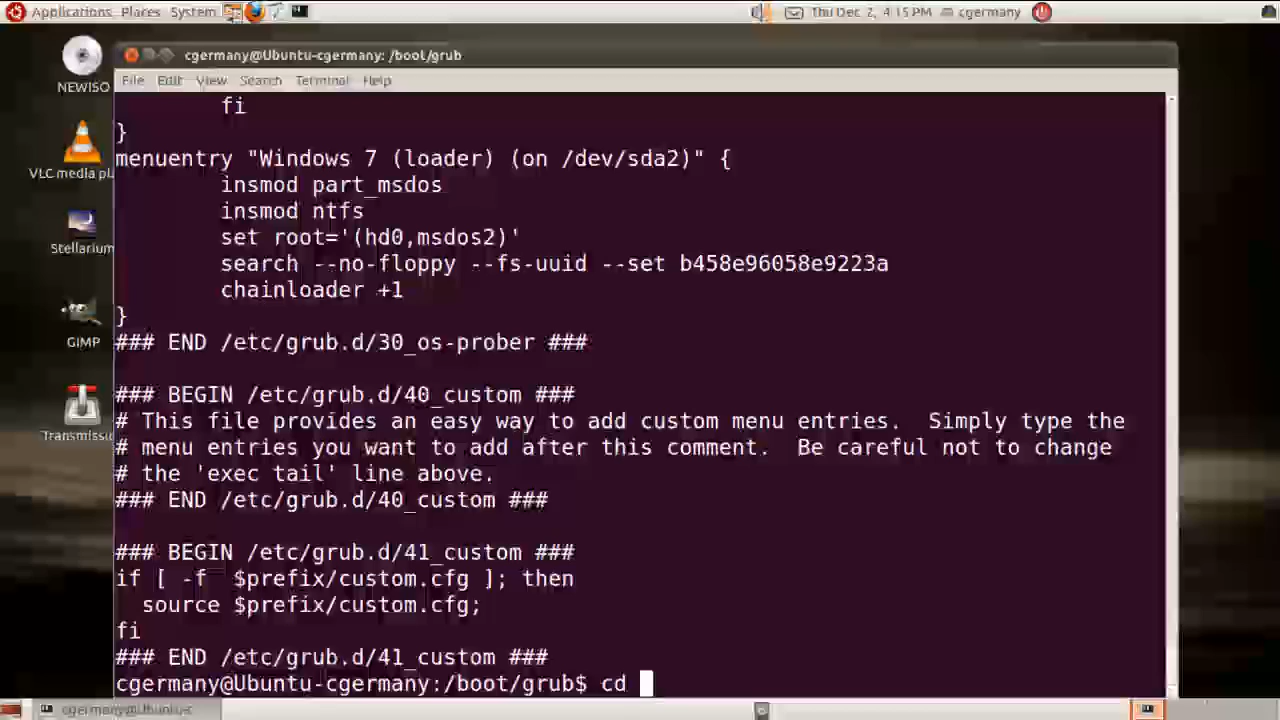 Applications Places System Thu Dec 2, 4:15 PM cgermany
cgermany@Ubuntu-cgermany: /boot/grub
File Edit View Search Terminal Help
NEWISO
VLC media pl
Stellarium
GIMP
Transmissi
fi
}
menuentry "Windows 7 (loader) (on /dev/sda2)" {
insmod part_msdos
insmod ntfs
set root='(hd0,msdos2)'
search --no-floppy --fs-uuid --set b458e96058e9223a
chainloader +1
}
### END /etc/grub.d/30_os-prober ###
### BEGIN /etc/grub.d/40_custom ###
# This file provides an easy way to add custom menu entries.  Simply type the
# menu entries you want to add after this comment.  Be careful not to change
# the 'exec tail' line above.
### END /etc/grub.d/40_custom ###
### BEGIN /etc/grub.d/41_custom ###
if [ -f  $prefix/custom.cfg ]; then
source $prefix/custom.cfg;
fi
### END /etc/grub.d/41_custom ###
cgermany@Ubuntu-cgermany:/boot/grub$ cd
cgermany@Ubuntu-c